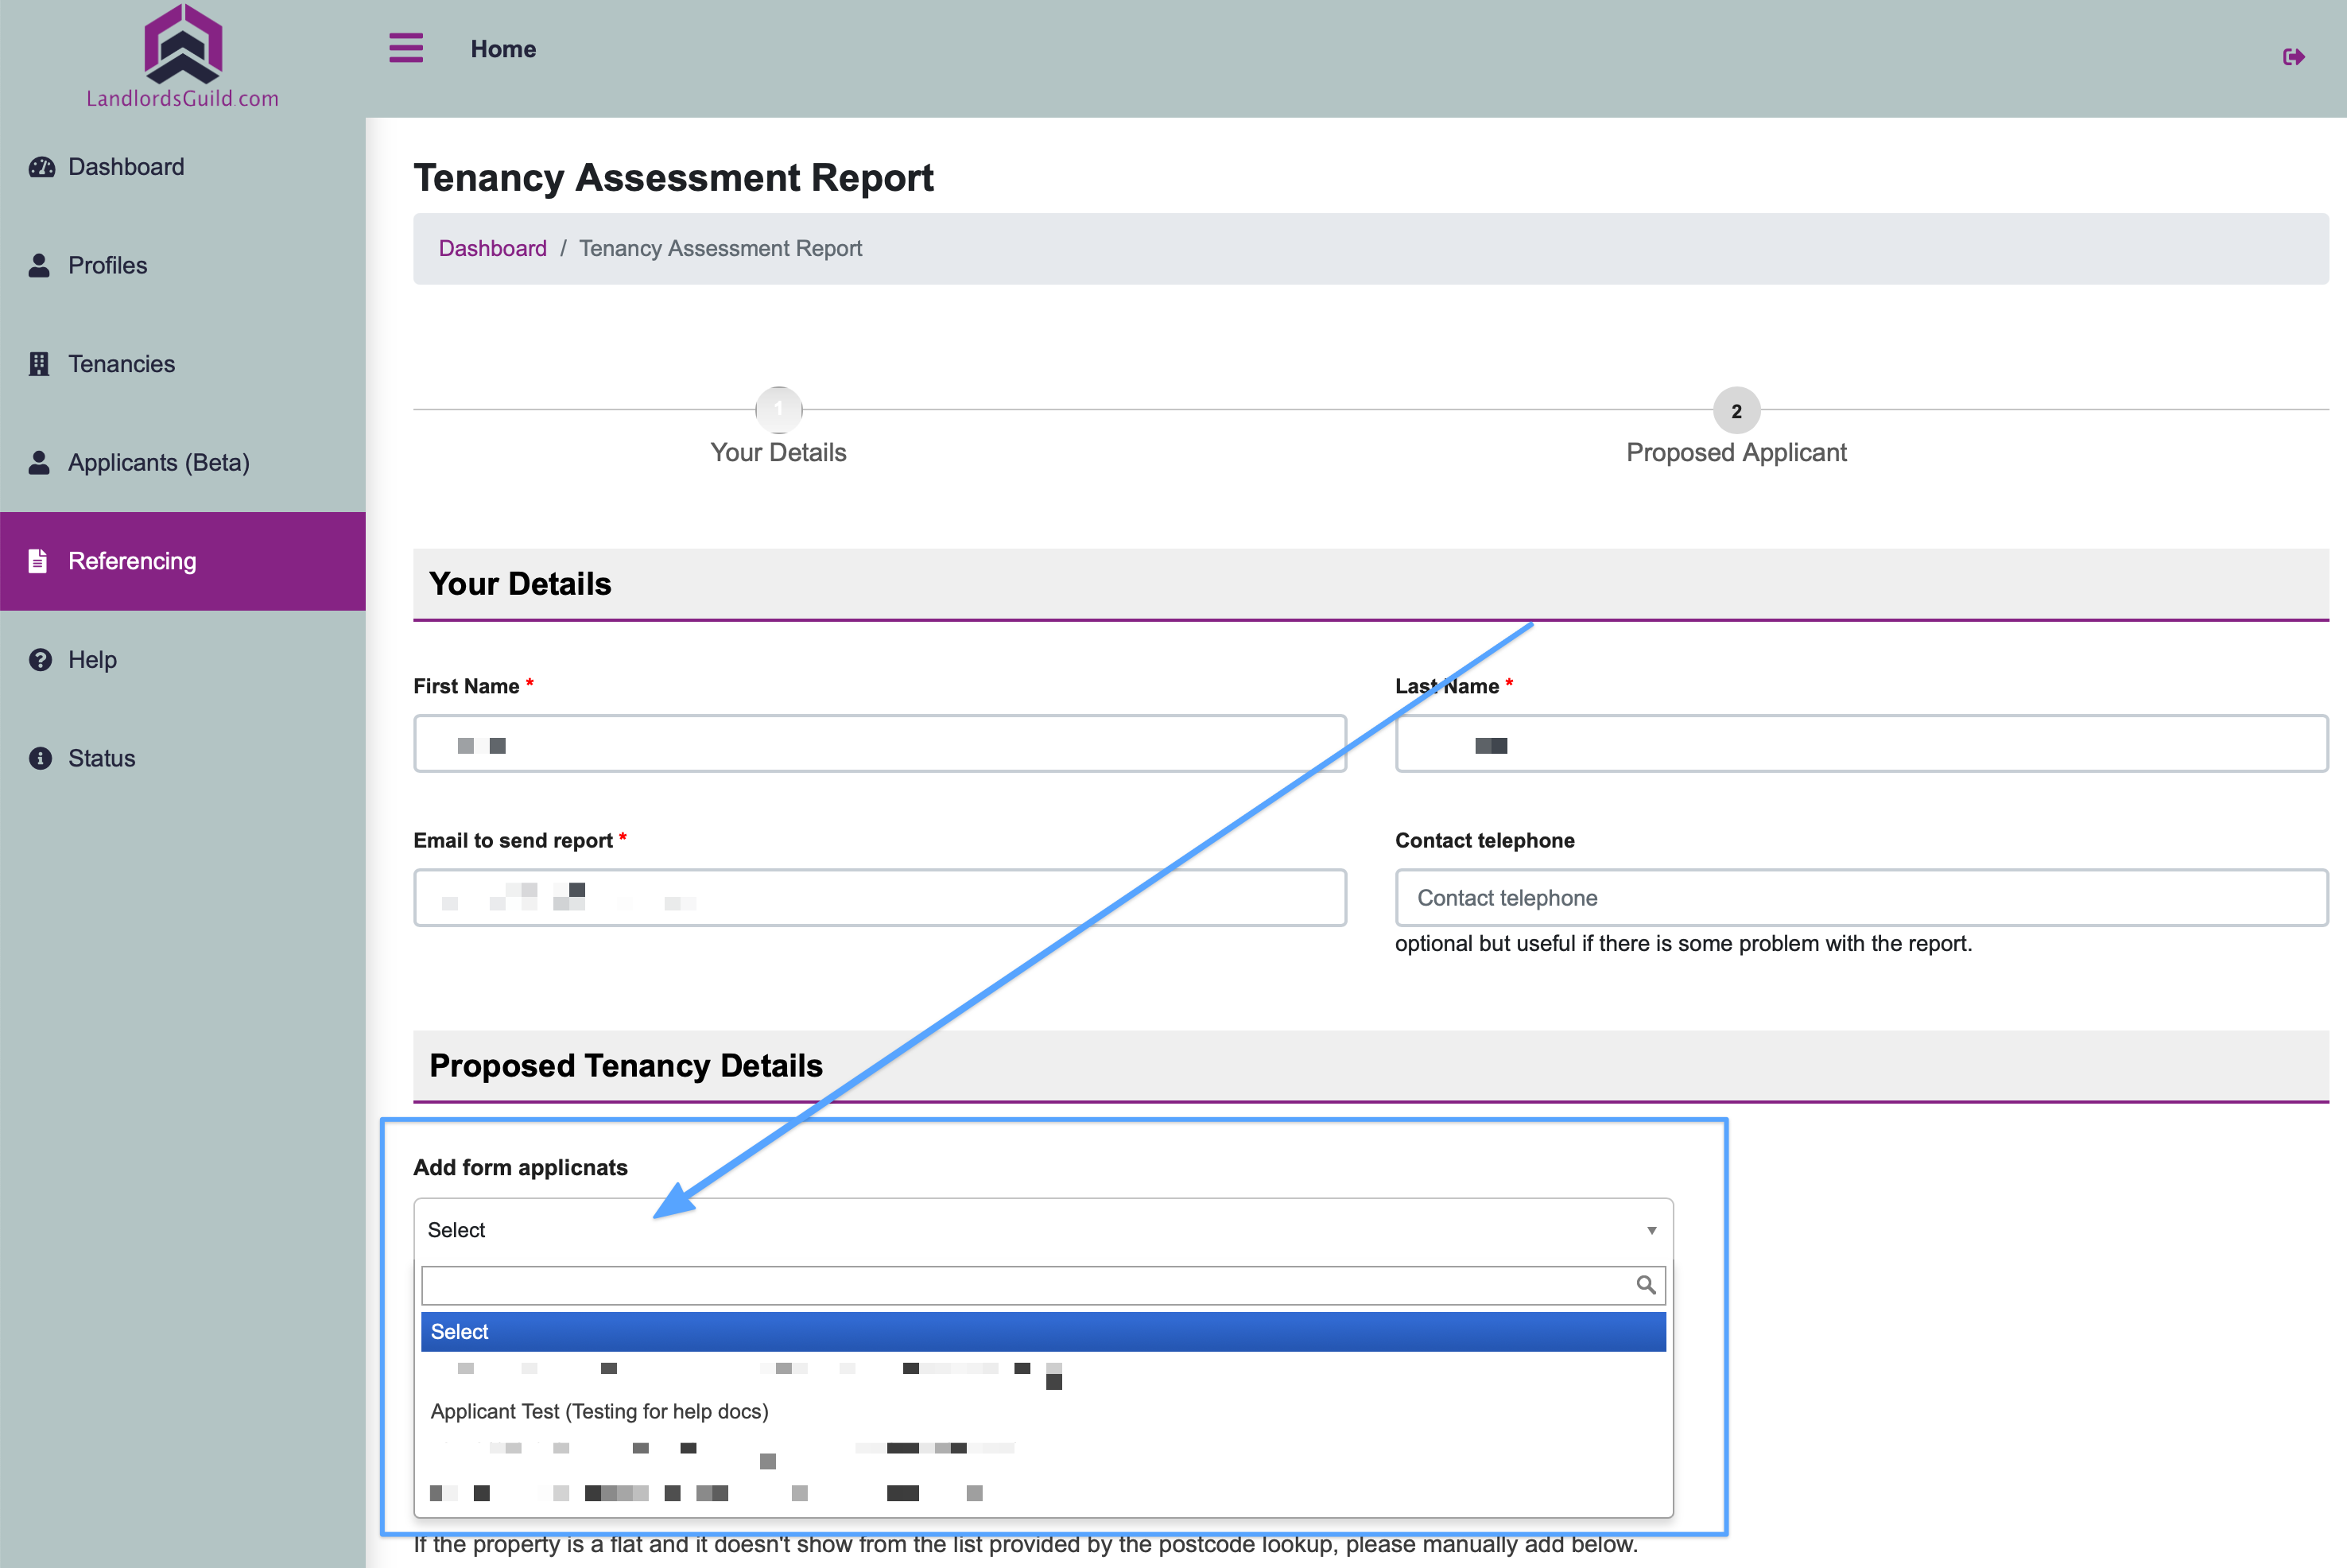 LandlordsGuild.com
Home
Dashboard
Profiles
Tenancies
Applicants (Beta)
Referencing
Help
Status
Tenancy Assessment Report
Dashboard / Tenancy Assessment Report
1
Your Details
2
Proposed Applicant
Your Details
First Name *
Last Name *
Email to send report *
Contact telephone
Contact telephone
optional but useful if there is some problem with the report.
Proposed Tenancy Details
Add form applicnats
Select
Select
Applicant Test (Testing for help docs)
If the property is a flat and it doesn't show from the list provided by the postcode lookup, please manually add below.